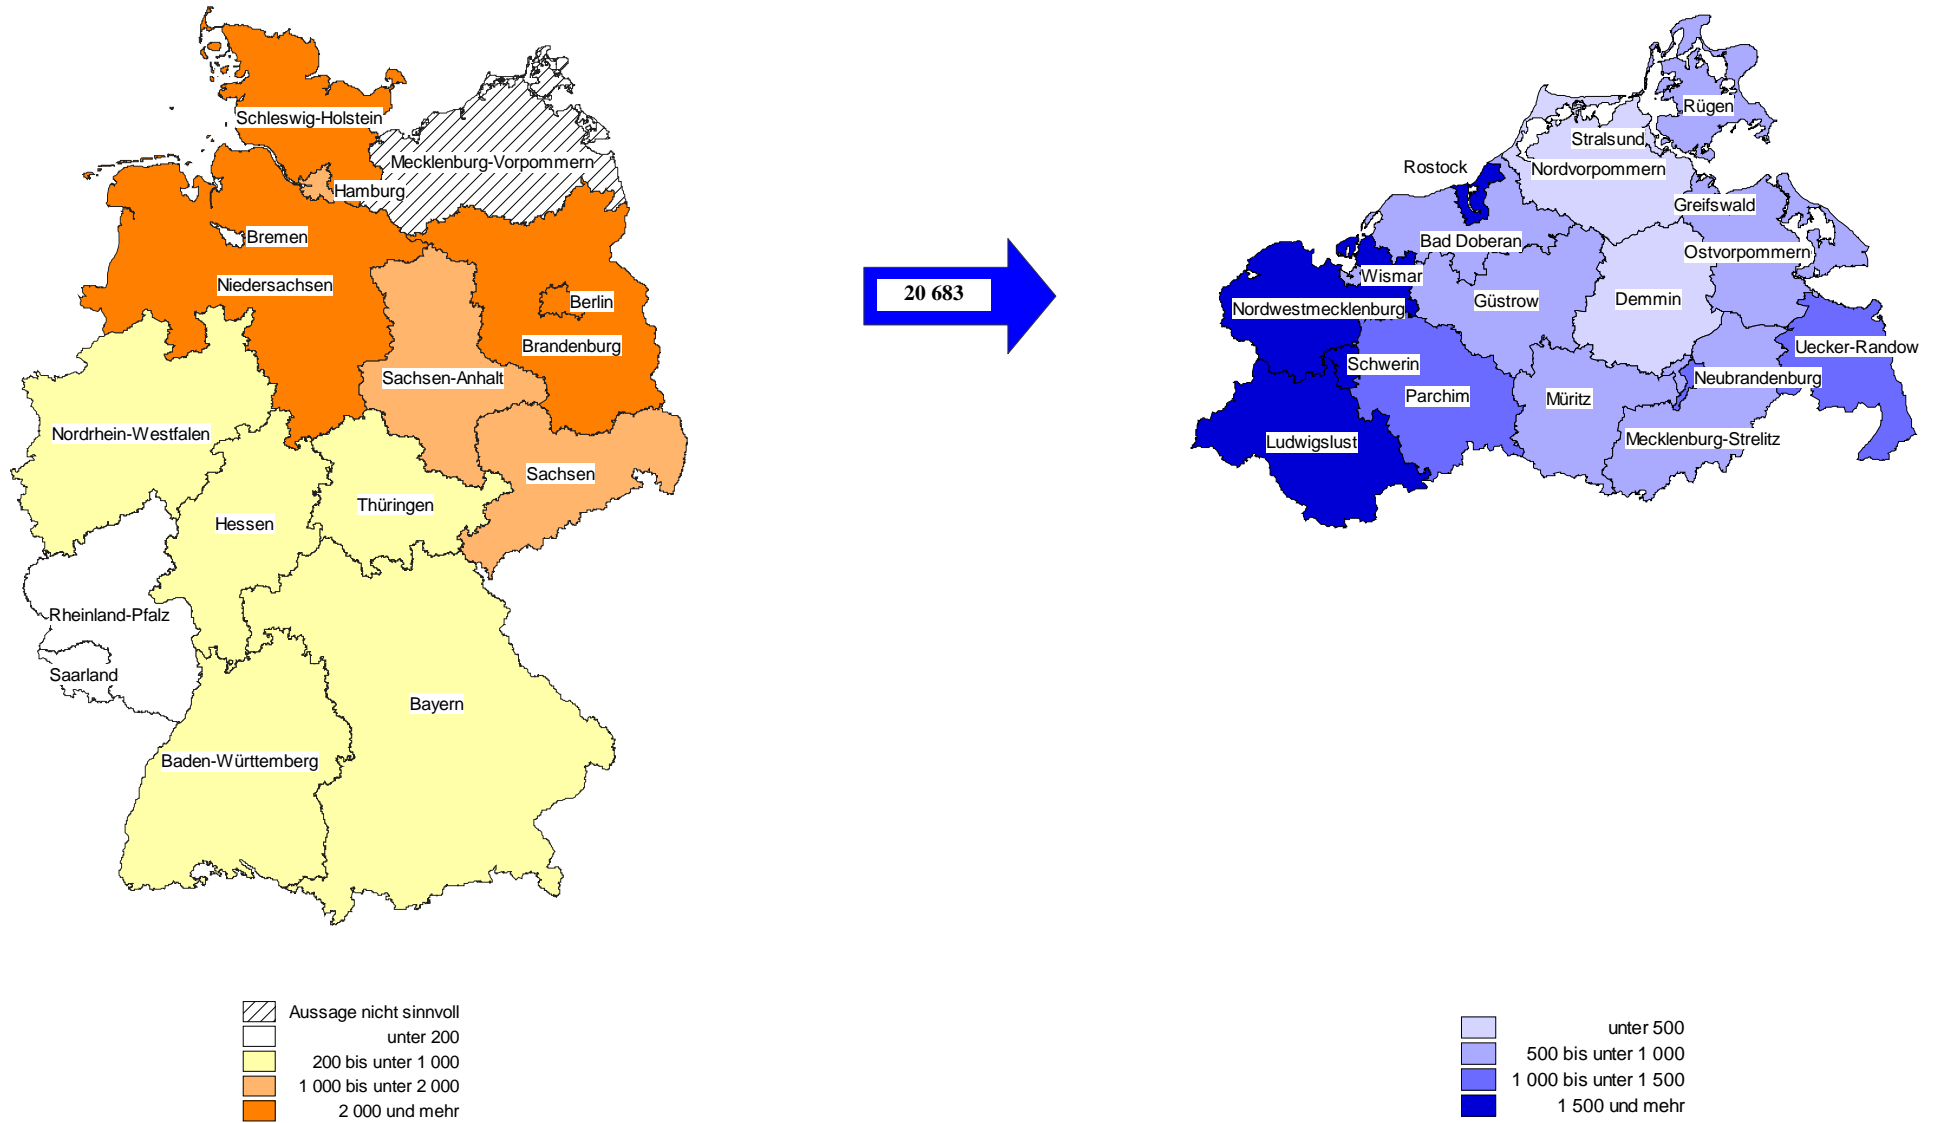 Schleswig-Holstein
Mecklenburg-Vorpommern
Hamburg
Bremen
Niedersachsen
Berlin
Brandenburg
Sachsen-Anhalt
Nordrhein-Westfalen
Sachsen
Thüringen
Hessen
Rheinland-Pfalz
Saarland
Bayern
Baden-Württemberg
Aussage nicht sinnvoll
unter 200
200 bis unter 1 000
1 000 bis unter 2 000
2 000 und mehr
20 683
Rügen
Stralsund
Rostock
Nordvorpommern
Greifswald
Bad Doberan
Ostvorpommern
Wismar
Güstrow
Demmin
Nordwestmecklenburg
Uecker-Randow
Schwerin
Neubrandenburg
Parchim
Müritz
Ludwigslust
Mecklenburg-Strelitz
unter 500
500 bis unter 1 000
1 000 bis unter 1 500
1 500 und mehr